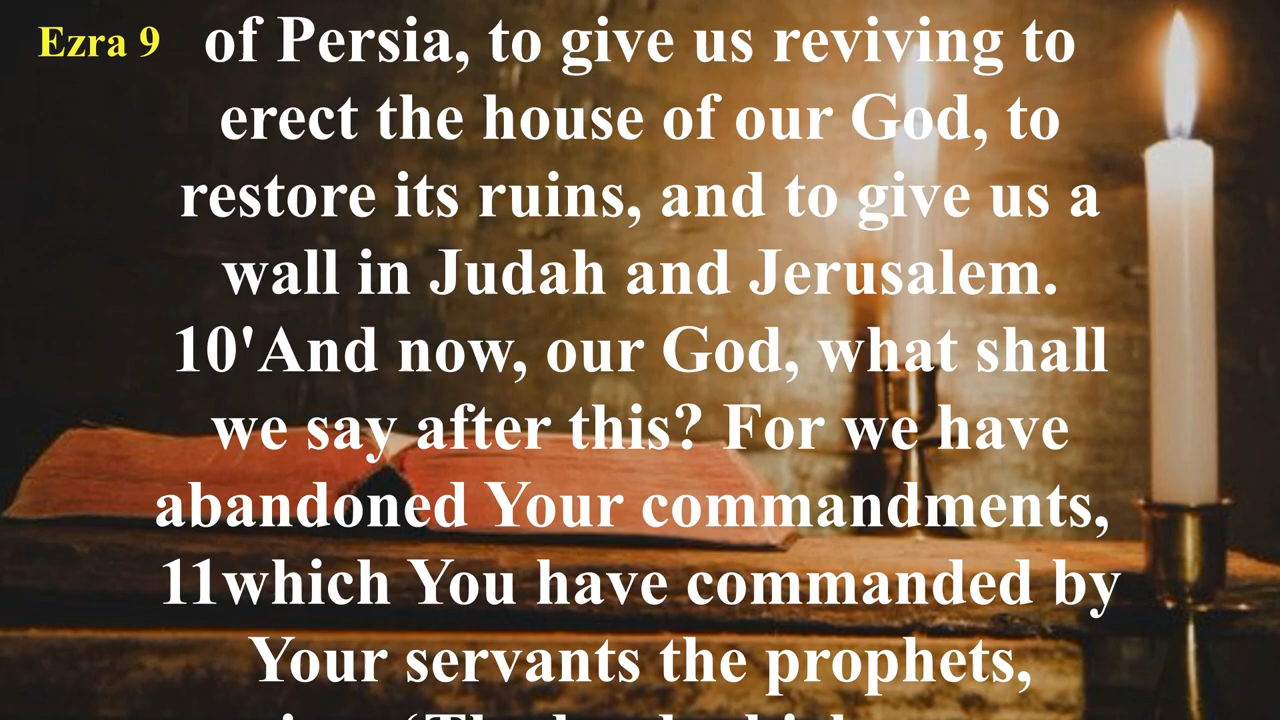 Ezra 9
of Persia, to give us reviving to
erect the house of our God, to
restore its ruins, and to give us a
wall in Judah and Jerusalem.
10'And now, our God, what shall
we say after this? For we have
abandoned Your commandments,
11which You have commanded by
Your servants the prophets,